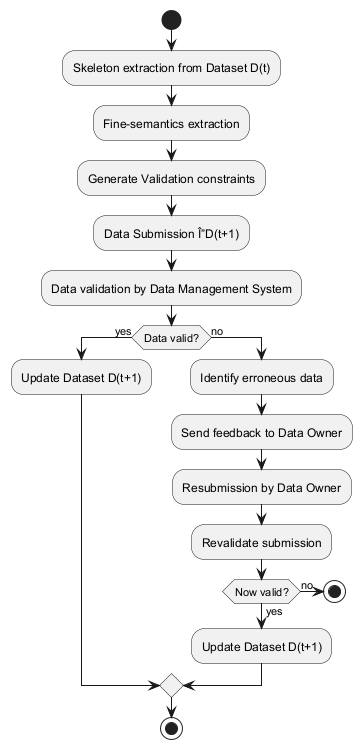 Skeleton extraction from Dataset D(t)
Fine-semantics extraction
Generate Validation constraints
Data Submission Î"D(t+1)
Data validation by Data Management System
yes
Data valid?
no
Update Dataset D(t+1)
Identify erroneous data
Send feedback to Data Owner
Resubmission by Data Owner
Revalidate submission
Now valid?
no
yes
Update Dataset D(t+1)